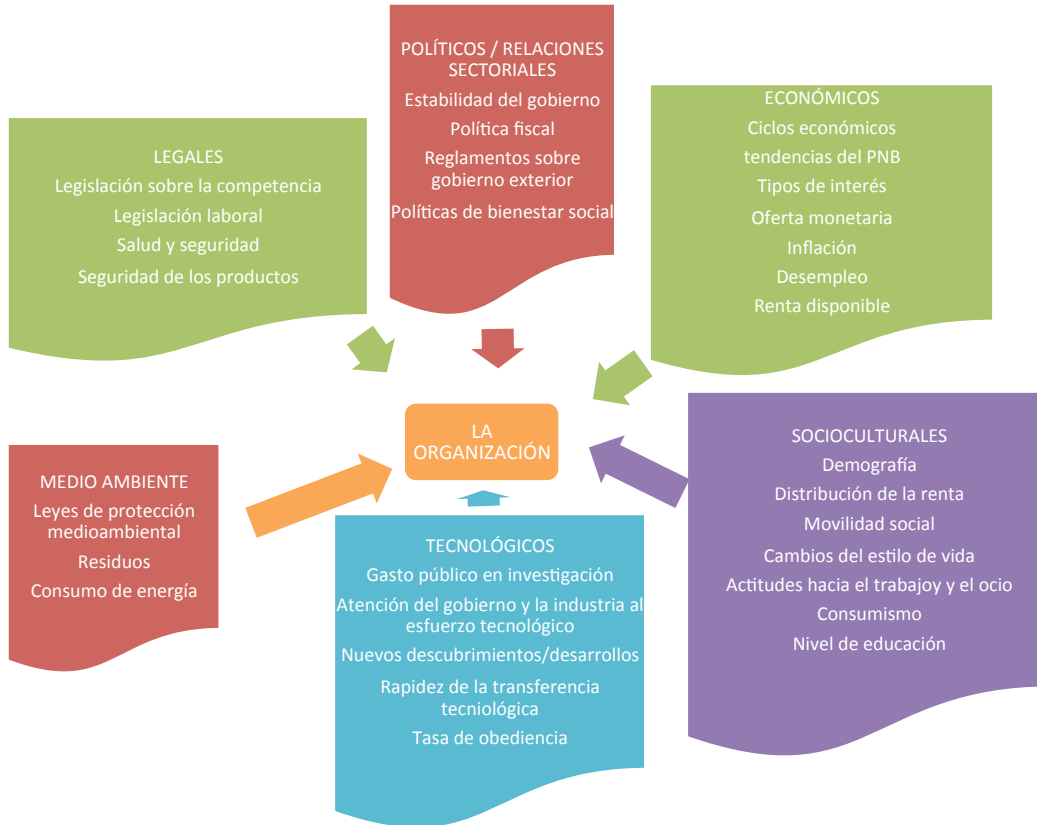 POLÍTICOS / RELACIONES
SECTORIALES
Estabilidad del gobierno
Política fiscal
Reglamentos sobre
gobierno exterior
Políticas de bienestar social
ECONÓMICOS
Ciclos económicos
tendencias del PNB
Tipos de interés
Oferta monetaria
Inflación
Desempleo
Renta disponible
LEGALES
Legislación sobre la competencia
Legislación laboral
Salud y seguridad
Seguridad de los productos
LA
ORGANIZACIÓN
SOCIOCULTURALES
Demografía
Distribución de la renta
Movilidad social
Cambios del estilo de vida
Actitudes hacia el trabajoy y el ocio
Consumismo
Nivel de educación
MEDIO AMBIENTE
Leyes de protección
medioambiental
Residuos
Consumo de energía
TECNOLÓGICOS
Gasto público en investigación
Atención del gobierno y la industria al
esfuerzo tecnológico
Nuevos descubrimientos/desarrollos
Rapidez de la transferencia
tecniológica
Tasa de obediencia